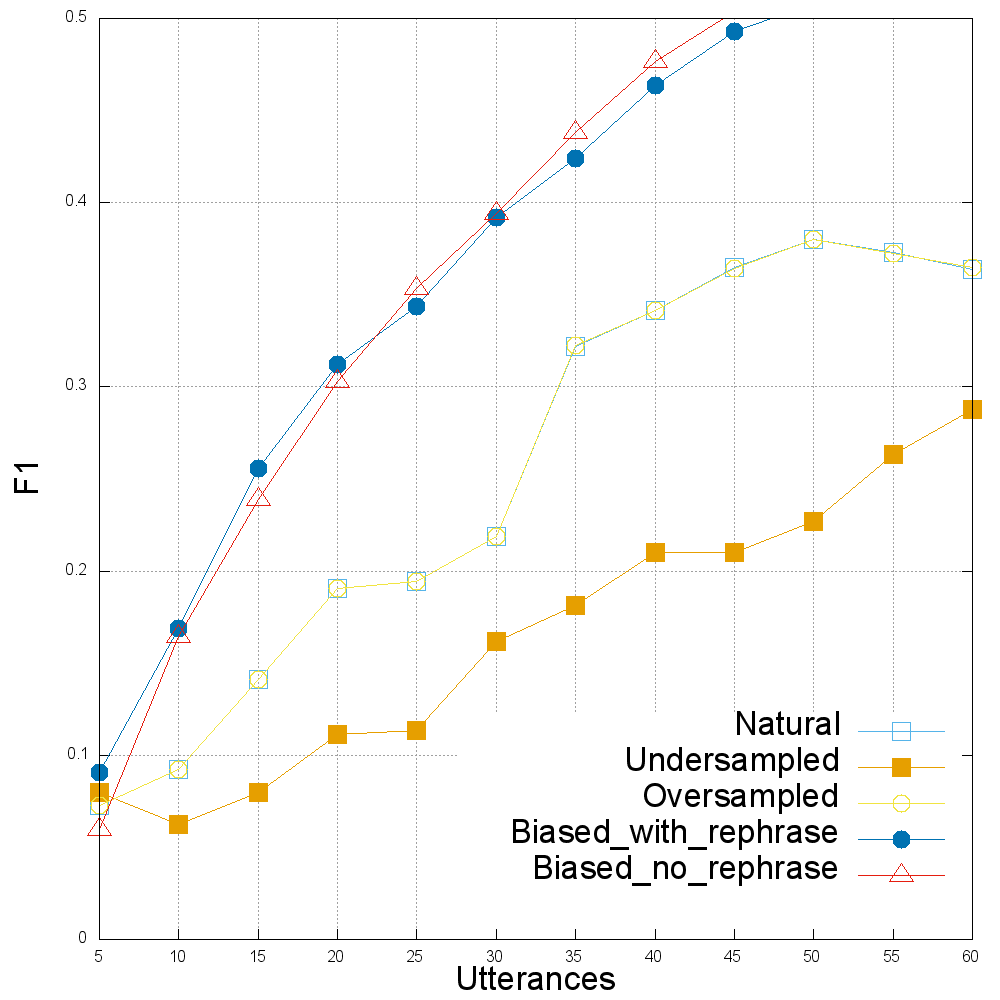 0.5
0.4
0.3
0.2
0.1
0
F1
Natural
Undersampled
Oversampled
Biased_with_rephrase
Biased_no_rephrase
5 10 15 20 25 30 35 40 45 50 55 60
Utterances